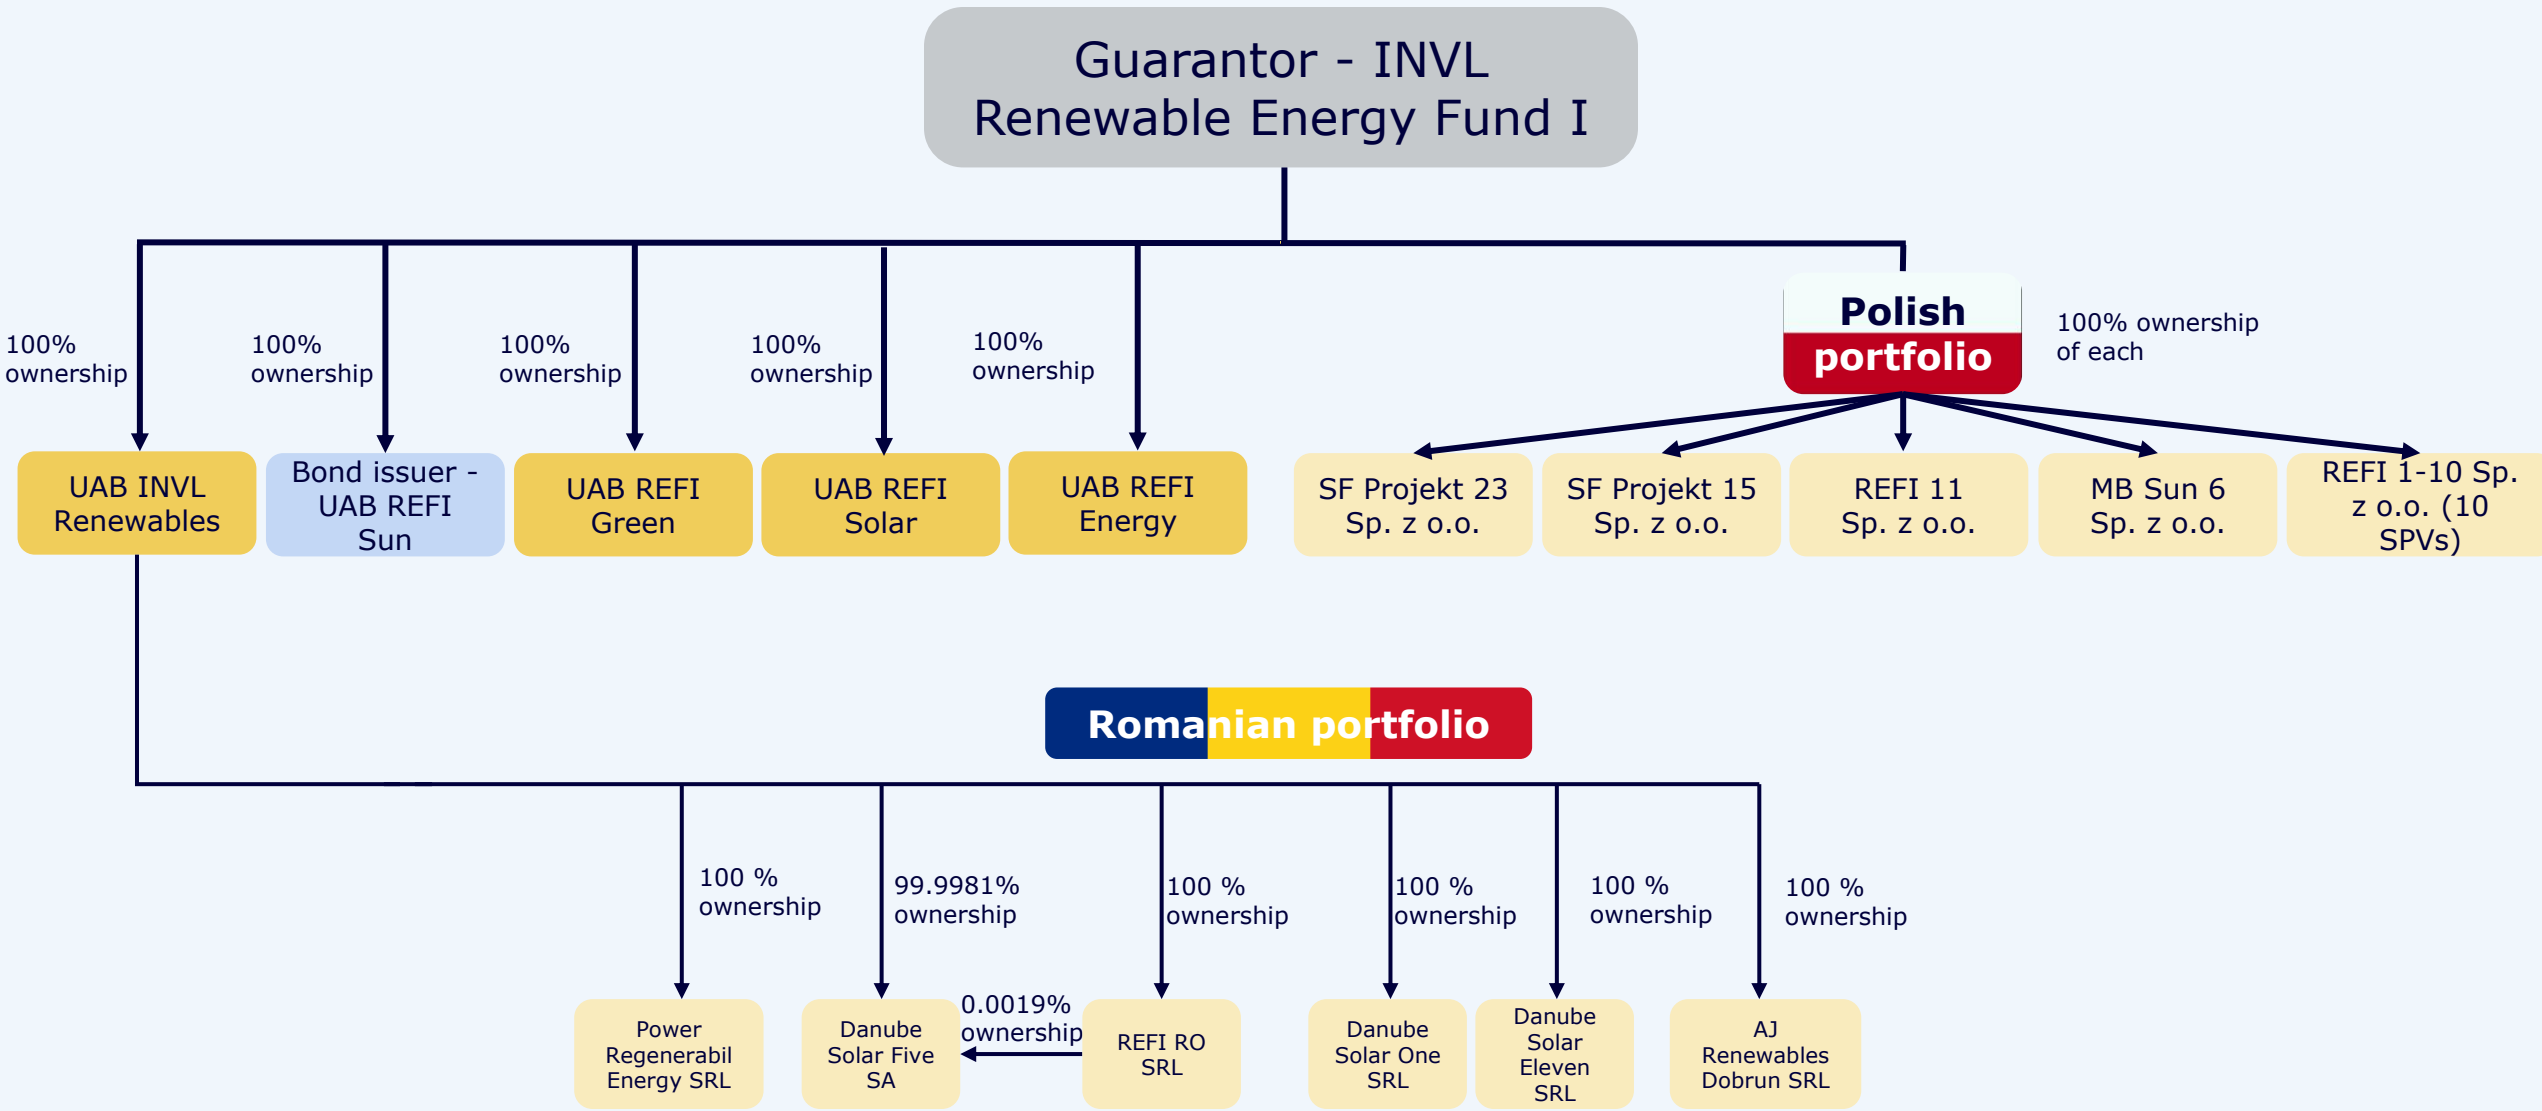 Guarantor - INVL
Renewable Energy Fund I
100%
ownership
100%
ownership
100%
ownership
100%
ownership
100%
ownership
Polish
portfolio
100% ownership
of each
UAB INVL
Renewables
Bond issuer -
UAB REFI
Sun
UAB REFI
Green
UAB REFI
Solar
UAB REFI
Energy
SF Projekt 23
Sp. z o.o.
SF Projekt 15
Sp. z o.o.
REFI 11
Sp. z o.o.
MB Sun 6
Sp. z o.o.
REFI 1-10 Sp.
z o.o. (10
SPVs)
Romanian portfolio
100 %
ownership
99.9981%
ownership
100 %
ownership
100 %
ownership
100 %
ownership
100 %
ownership
Power
Regenerabil
Energy SRL
Danube
Solar Five
SA
0.0019%
ownership
REFI RO
SRL
Danube
Solar One
SRL
Danube
Solar
Eleven
SRL
AJ
Renewables
Dobrun SRL